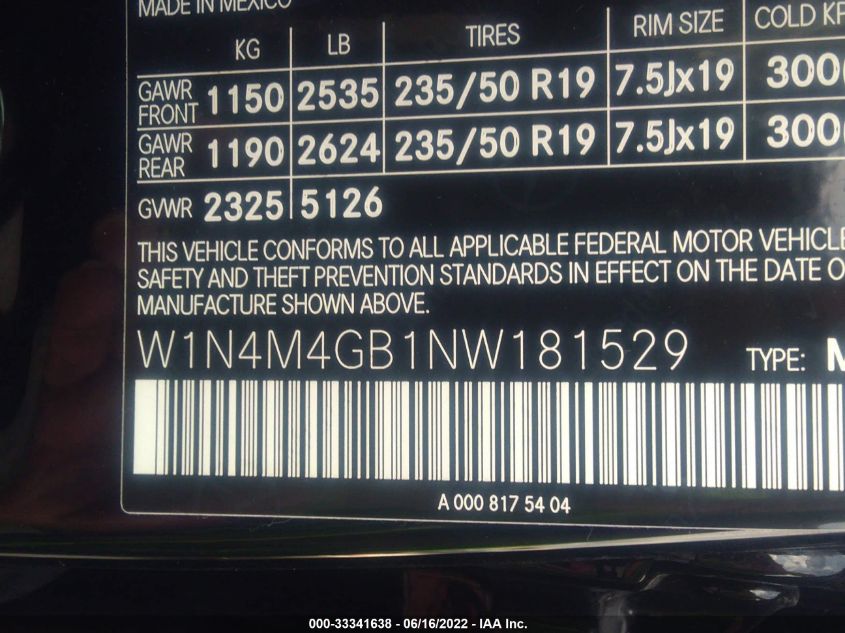 MADE IN MEXICO
KG LB TIRES RIM SIZE COLD
GAWR FRONT 1150 2535 235/50 R19 7.5Jx19
GAWR REAR 1190 2624 235/50 R19 7.5Jx19
GVWR 2325 5126
THIS VEHICLE CONFORMS TO ALL APPLICABLE FEDERAL MOTOR VEHICLE
SAFETY AND THEFT PREVENTION STANDARDS IN EFFECT ON THE DATE
MANUFACTURE SHOWN ABOVE.
W1N4M4GB1NW181529 TYPE:
A 000 817 54 04
000-33341638 - 06/16/2022 - IAA Inc.